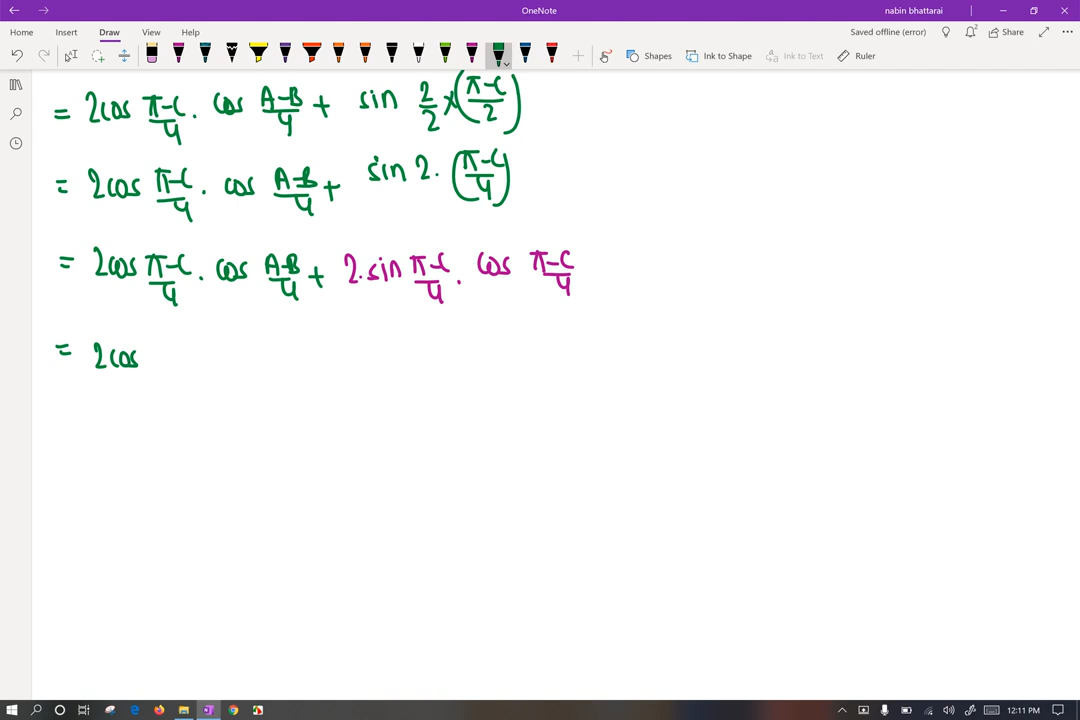 OneNote
nabin bhattarai
Home Insert Draw View Help
Saved offline (error)
Share
Shapes
Ink to Shape
Ink to Text
Ruler
= 2cos (π-C)/4 . cos (A-B)/4 + sin 2/2 × ((π-C)/2)
= 2cos (π-C)/4 . cos (A-B)/4 + sin 2. ((π-C)/4)
= 2cos (π-C)/4 . cos (A-B)/4 + 2.sin (π-C)/4 . cos (π-C)/4
= 2cos
12:11 PM